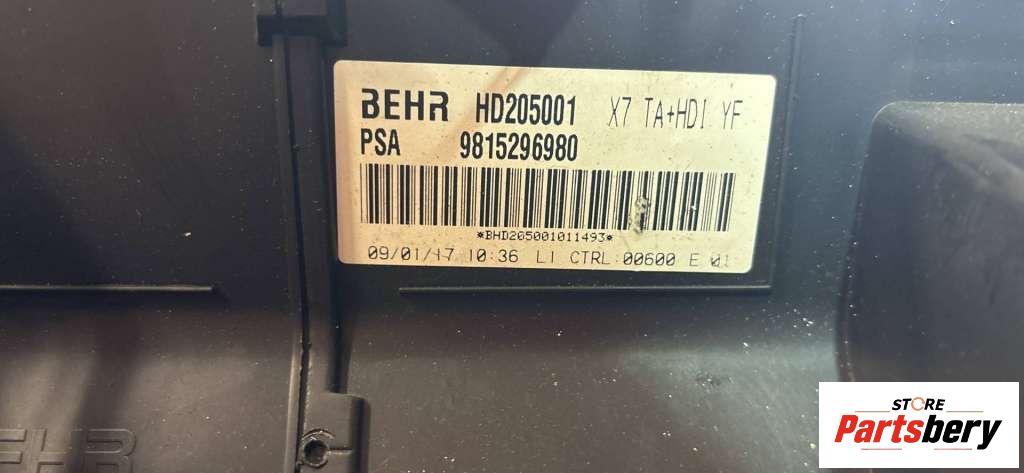 BEHR HD205001 X7 TA+HDI YF
PSA 9815296980
*BHD205001011493*
09/01/17 10:36 L1 CTRL:00600 E 01
STORE
Partsbery